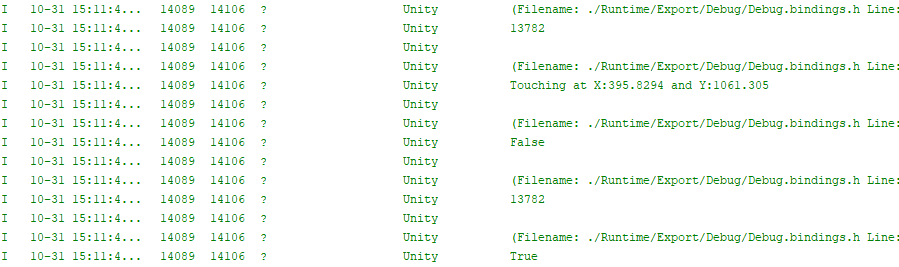 I 10-31 15:11:4... 14089 14106 ? Unity (Filename: ./Runtime/Export/Debug/Debug.bindings.h Line:
I 10-31 15:11:4... 14089 14106 ? Unity 13782
I 10-31 15:11:4... 14089 14106 ? Unity
I 10-31 15:11:4... 14089 14106 ? Unity (Filename: ./Runtime/Export/Debug/Debug.bindings.h Line:
I 10-31 15:11:4... 14089 14106 ? Unity Touching at X:395.8294 and Y:1061.305
I 10-31 15:11:4... 14089 14106 ? Unity
I 10-31 15:11:4... 14089 14106 ? Unity (Filename: ./Runtime/Export/Debug/Debug.bindings.h Line:
I 10-31 15:11:4... 14089 14106 ? Unity False
I 10-31 15:11:4... 14089 14106 ? Unity
I 10-31 15:11:4... 14089 14106 ? Unity (Filename: ./Runtime/Export/Debug/Debug.bindings.h Line:
I 10-31 15:11:4... 14089 14106 ? Unity 13782
I 10-31 15:11:4... 14089 14106 ? Unity
I 10-31 15:11:4... 14089 14106 ? Unity (Filename: ./Runtime/Export/Debug/Debug.bindings.h Line:
I 10-31 15:11:4... 14089 14106 ? Unity True